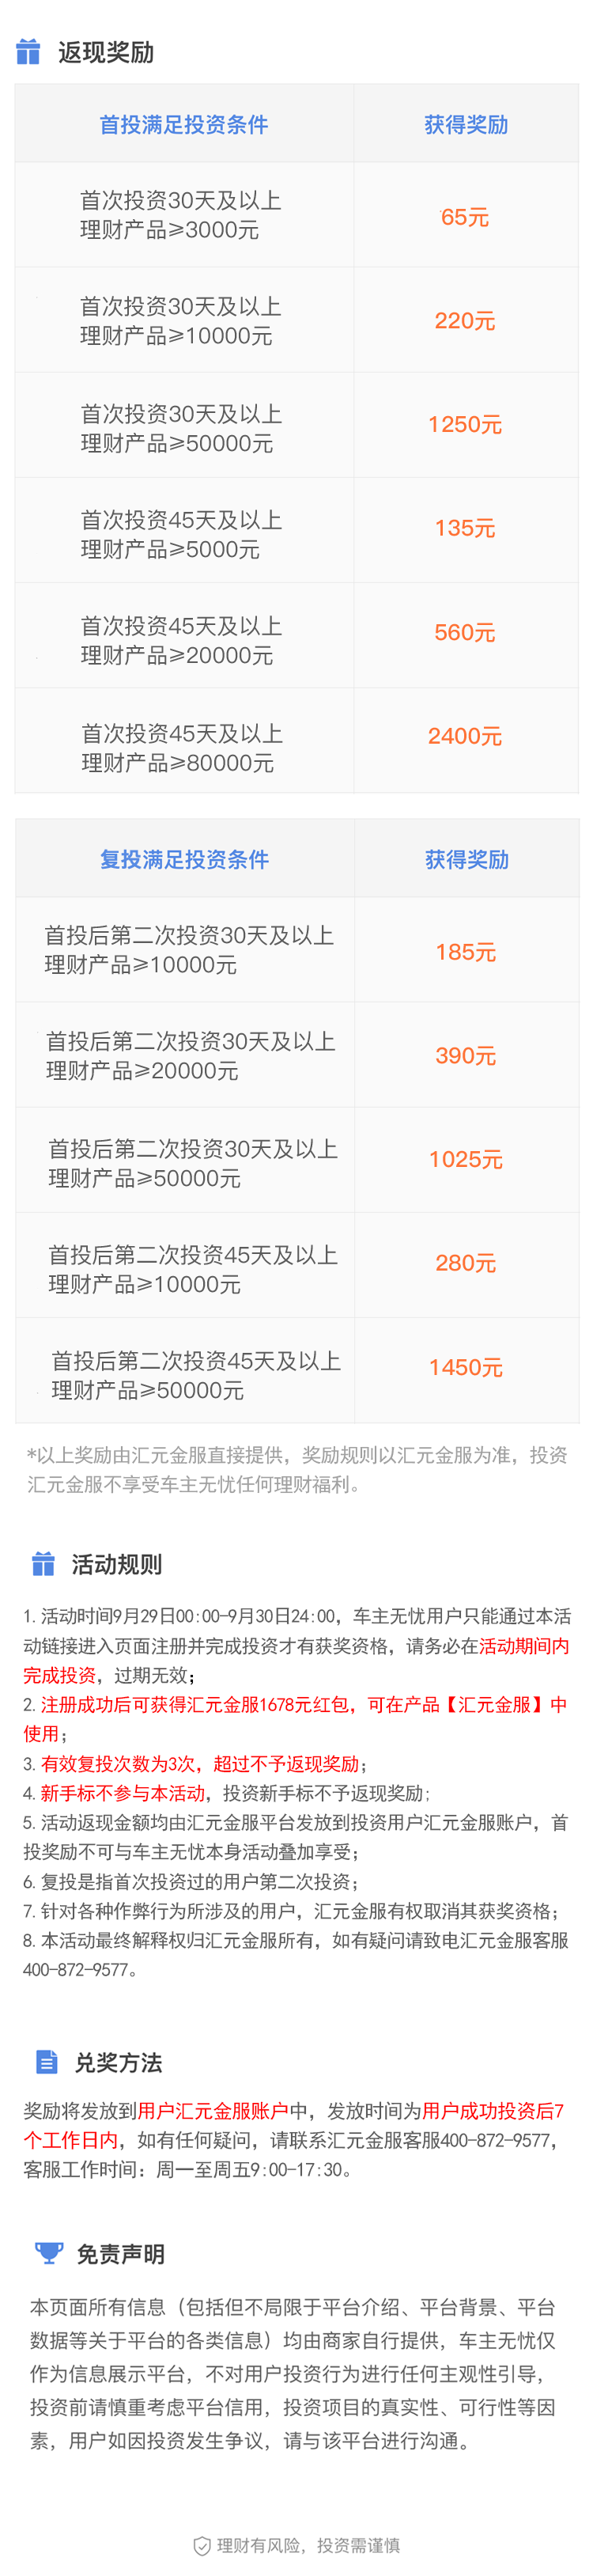 返现奖励
首投满足投资条件 获得奖励
首次投资30天及以上
理财产品≥3000元
65元
首次投资30天及以上
理财产品≥10000元
220元
首次投资30天及以上
理财产品≥50000元
1250元
首次投资45天及以上
理财产品≥5000元
135元
首次投资45天及以上
理财产品≥20000元
560元
首次投资45天及以上
理财产品≥80000元
2400元
复投满足投资条件 获得奖励
首投后第二次投资30天及以上
理财产品≥10000元
185元
首投后第二次投资30天及以上
理财产品≥20000元
390元
首投后第二次投资30天及以上
理财产品≥50000元
1025元
首投后第二次投资45天及以上
理财产品≥10000元
280元
首投后第二次投资45天及以上
理财产品≥50000元
1450元
*以上奖励由汇元金服直接提供，奖励规则以汇元金服为准，投资
汇元金服不享受车主无忧任何理财福利。
活动规则
1. 活动时间9月29日00:00-9月30日24:00，车主无忧用户只能通过本活
动链接进入页面注册并完成投资才有获奖资格，请务必在活动期间内
完成投资，过期无效；
2. 注册成功后可获得汇元金服1678元红包，可在产品【汇元金服】中
使用；
3. 有效复投次数为3次，超过不予返现奖励；
4. 新手标不参与本活动，投资新手标不予返现奖励；
5. 活动返现金额均由汇元金服平台发放到投资用户汇元金服账户，首
投奖励不可与车主无忧本身活动叠加享受；
6. 复投是指首次投资过的用户第二次投资；
7. 针对各种作弊行为所涉及的用户，汇元金服有权取消其获奖资格；
8. 本活动最终解释权归汇元金服所有，如有疑问请致电汇元金服客服
400-872-9577。
兑奖方法
奖励将发放到用户汇元金服账户中，发放时间为用户成功投资后7
个工作日内，如有任何疑问，请联系汇元金服客服400-872-9577，
客服工作时间：周一至周五9:00-17:30。
免责声明
本页面所有信息（包括但不局限于平台介绍、平台背景、平台
数据等关于平台的各类信息）均由商家自行提供，车主无忧仅
作为信息展示平台，不对用户投资行为进行任何主观性引导，
投资前请慎重考虑平台信用，投资项目的真实性、可行性等因
素，用户如因投资发生争议，请与该平台进行沟通。
理财有风险，投资需谨慎